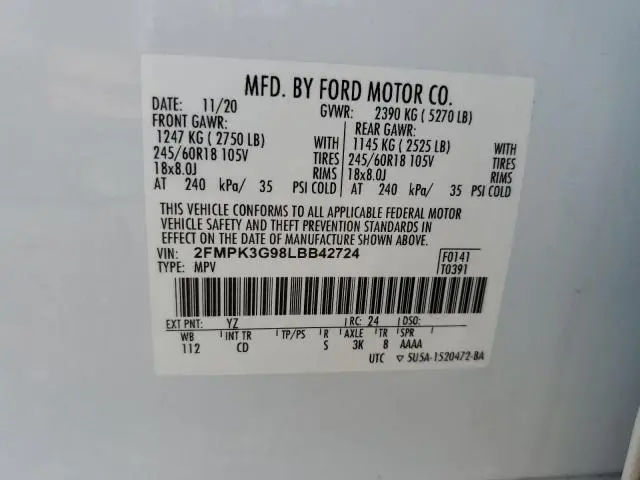 MFD. BY FORD MOTOR CO.
DATE: 11/20 GVWR: 2390 KG ( 5270 LB)
FRONT GAWR: REAR GAWR:
1247 KG ( 2750 LB) WITH 1145 KG ( 2525 LB) WITH
245/60R18 105V TIRES 245/60R18 105V TIRES
18x8.0J RIMS 18x8.0J RIMS
AT 240 kPa/ 35 PSI COLD AT 240 kPa/ 35 PSI COLD
THIS VEHICLE CONFORMS TO ALL APPLICABLE FEDERAL MOTOR
VEHICLE SAFETY AND THEFT PREVENTION STANDARDS IN
EFFECT ON THE DATE OF MANUFACTURE SHOWN ABOVE.
VIN: 2FMPK3G98LBB42724 F0141
TYPE: MPV T0391
EXT PNT: YZ RC: 24 DSO:
WB INT TR TP/PS R AXLE TR SPR
112 CD S 3K 8 AAAA
UTC ▽ 5U5A-1520472-BA